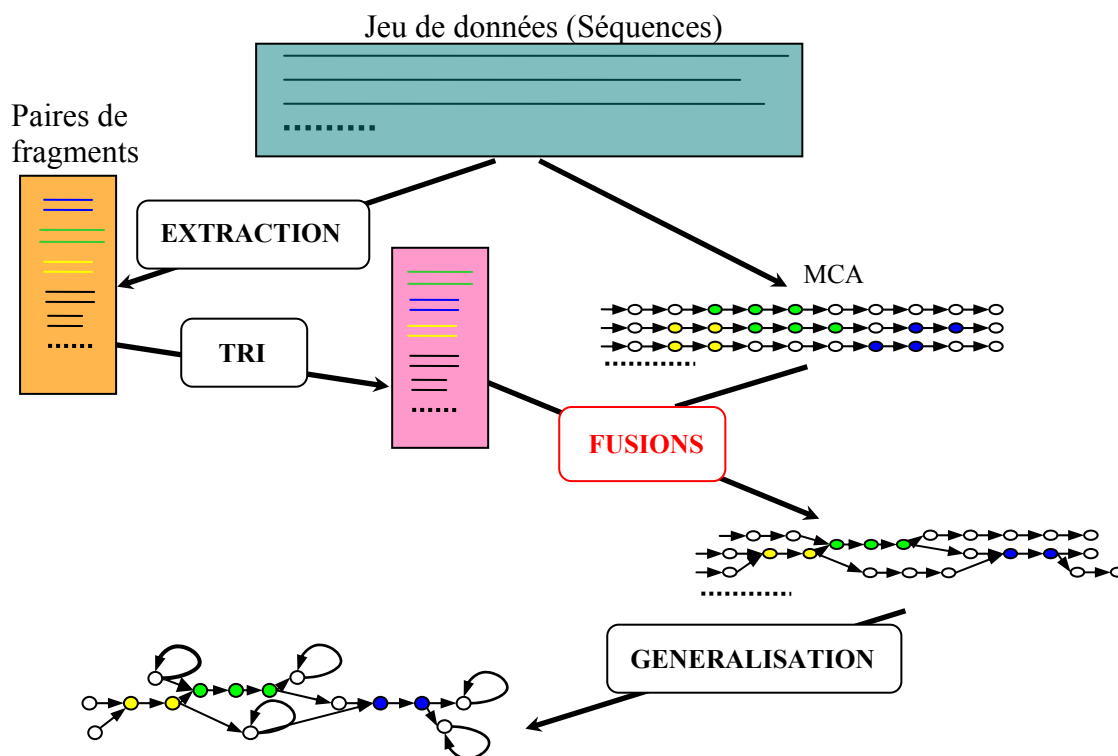 Jeu de données (Séquences)
Paires de
fragments
EXTRACTION
MCA
TRI
FUSIONS
GENERALISATION